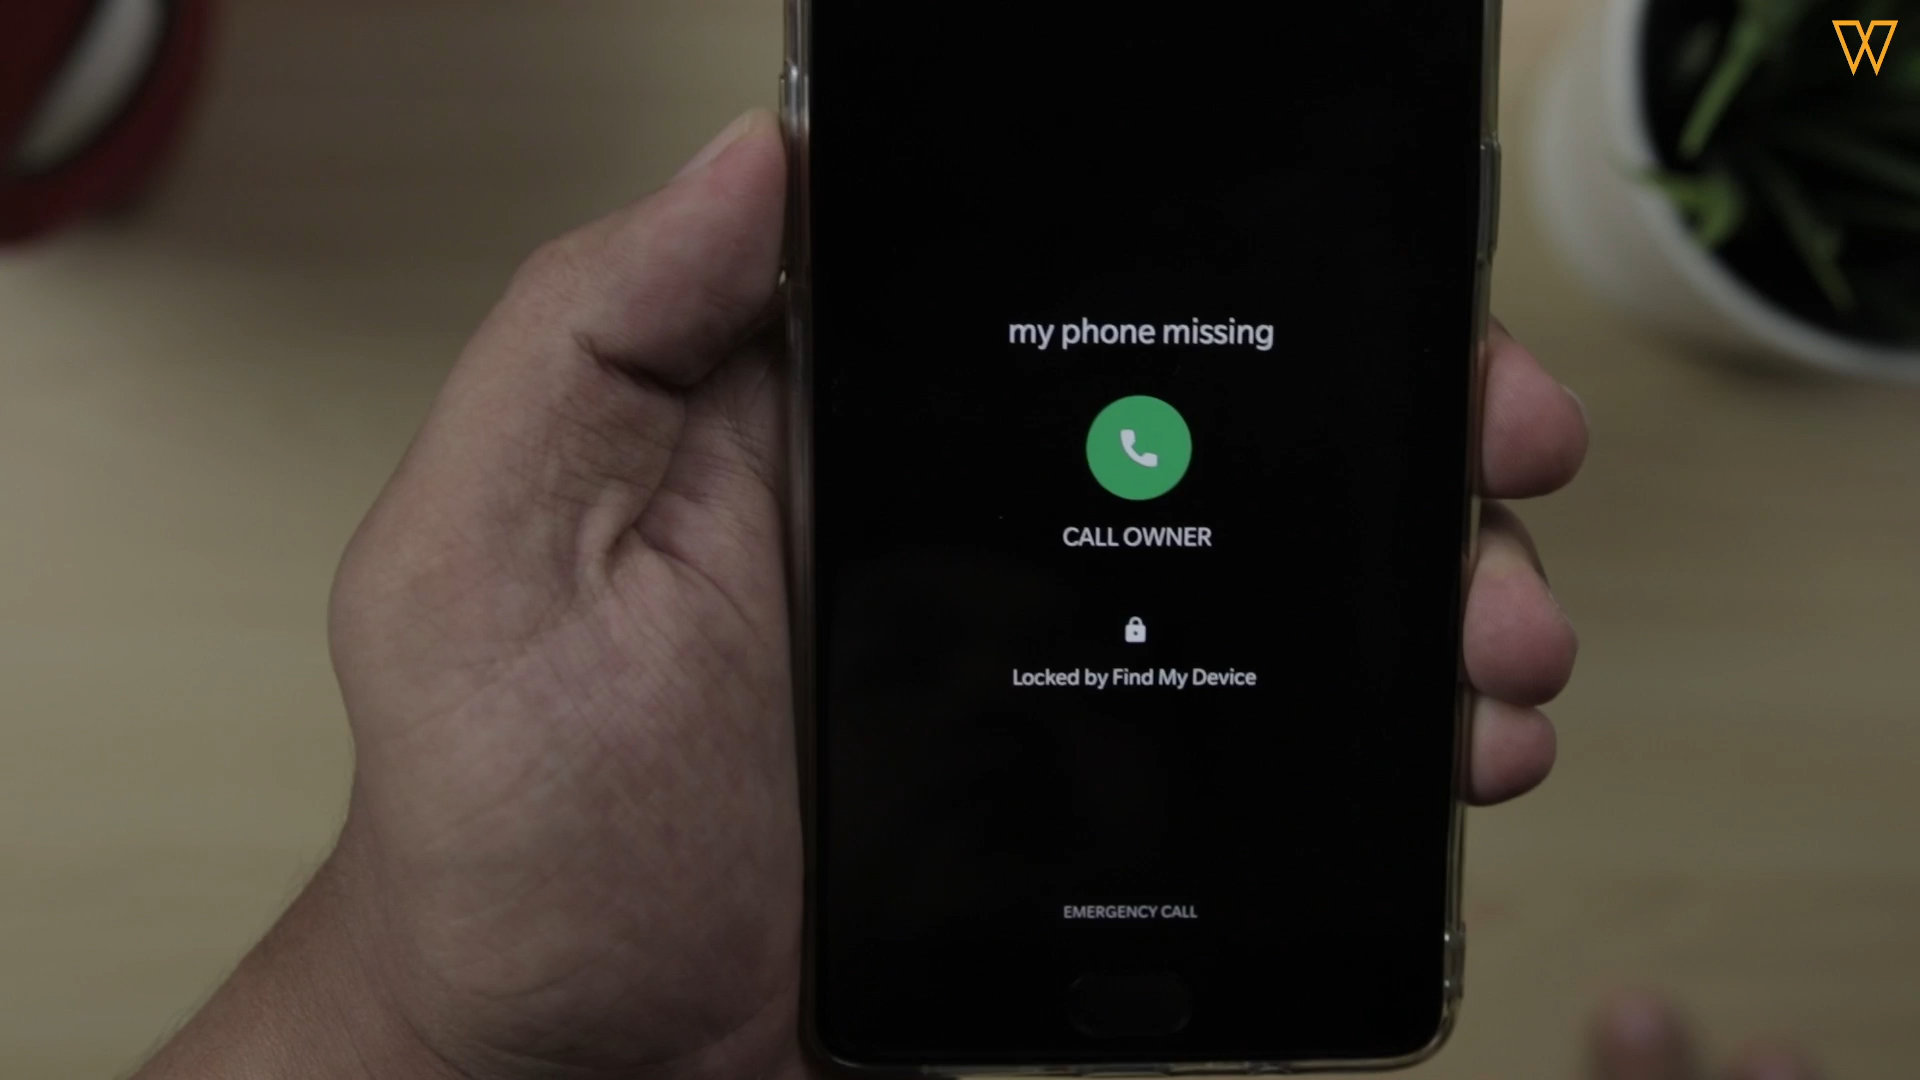 my phone missing
CALL OWNER
Locked by Find My Device
EMERGENCY CALL